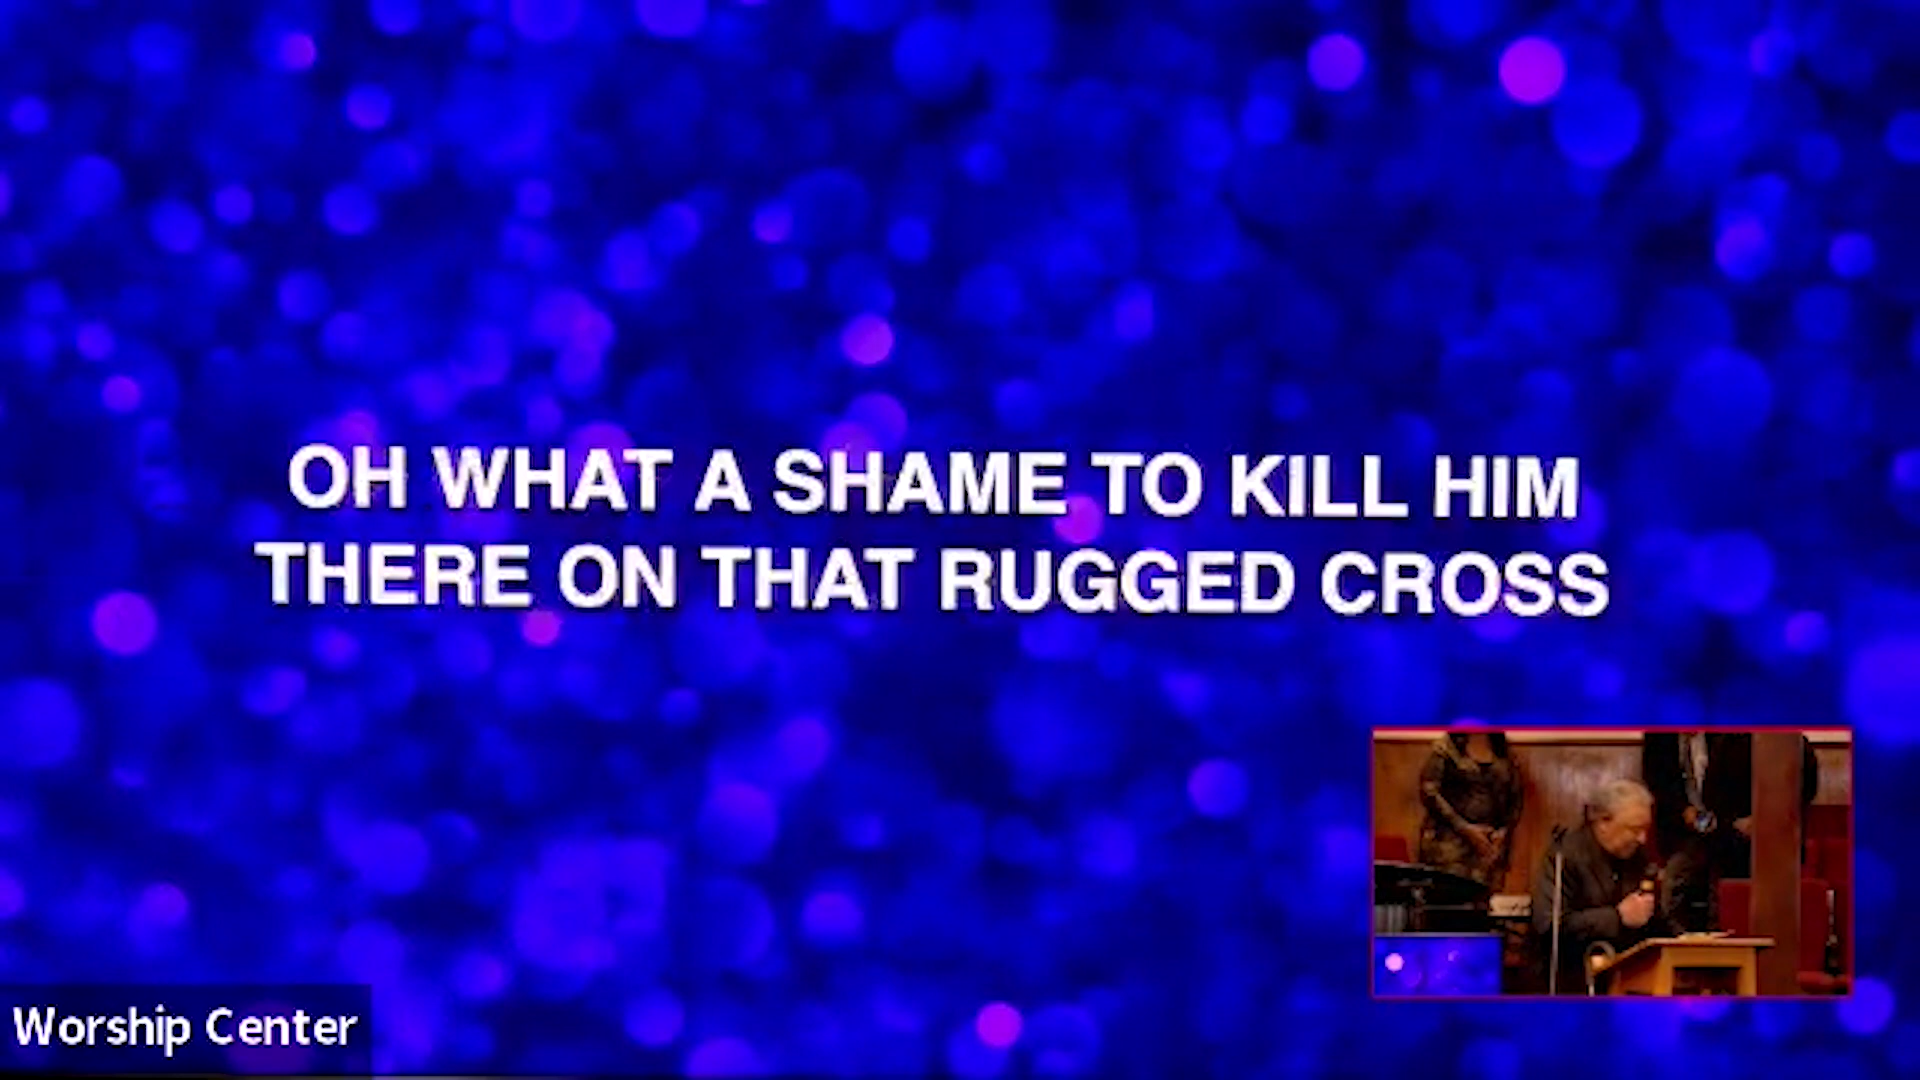 OH WHAT A SHAME TO KILL HIM
THERE ON THAT RUGGED CROSS
Worship Center